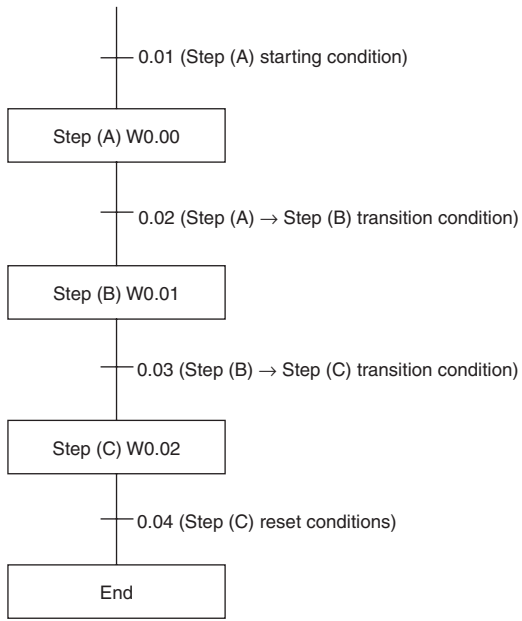 0.01 (Step (A) starting condition)
Step (A) W0.00
0.02 (Step (A) → Step (B) transition condition)
Step (B) W0.01
0.03 (Step (B) → Step (C) transition condition)
Step (C) W0.02
0.04 (Step (C) reset conditions)
End